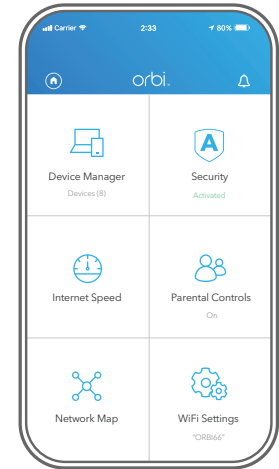 Carrier 2:33 80%
orbi
Device Manager Security
Devices (8) Activated
Internet Speed Parental Controls
On
Network Map WiFi Settings
"ORBI66"